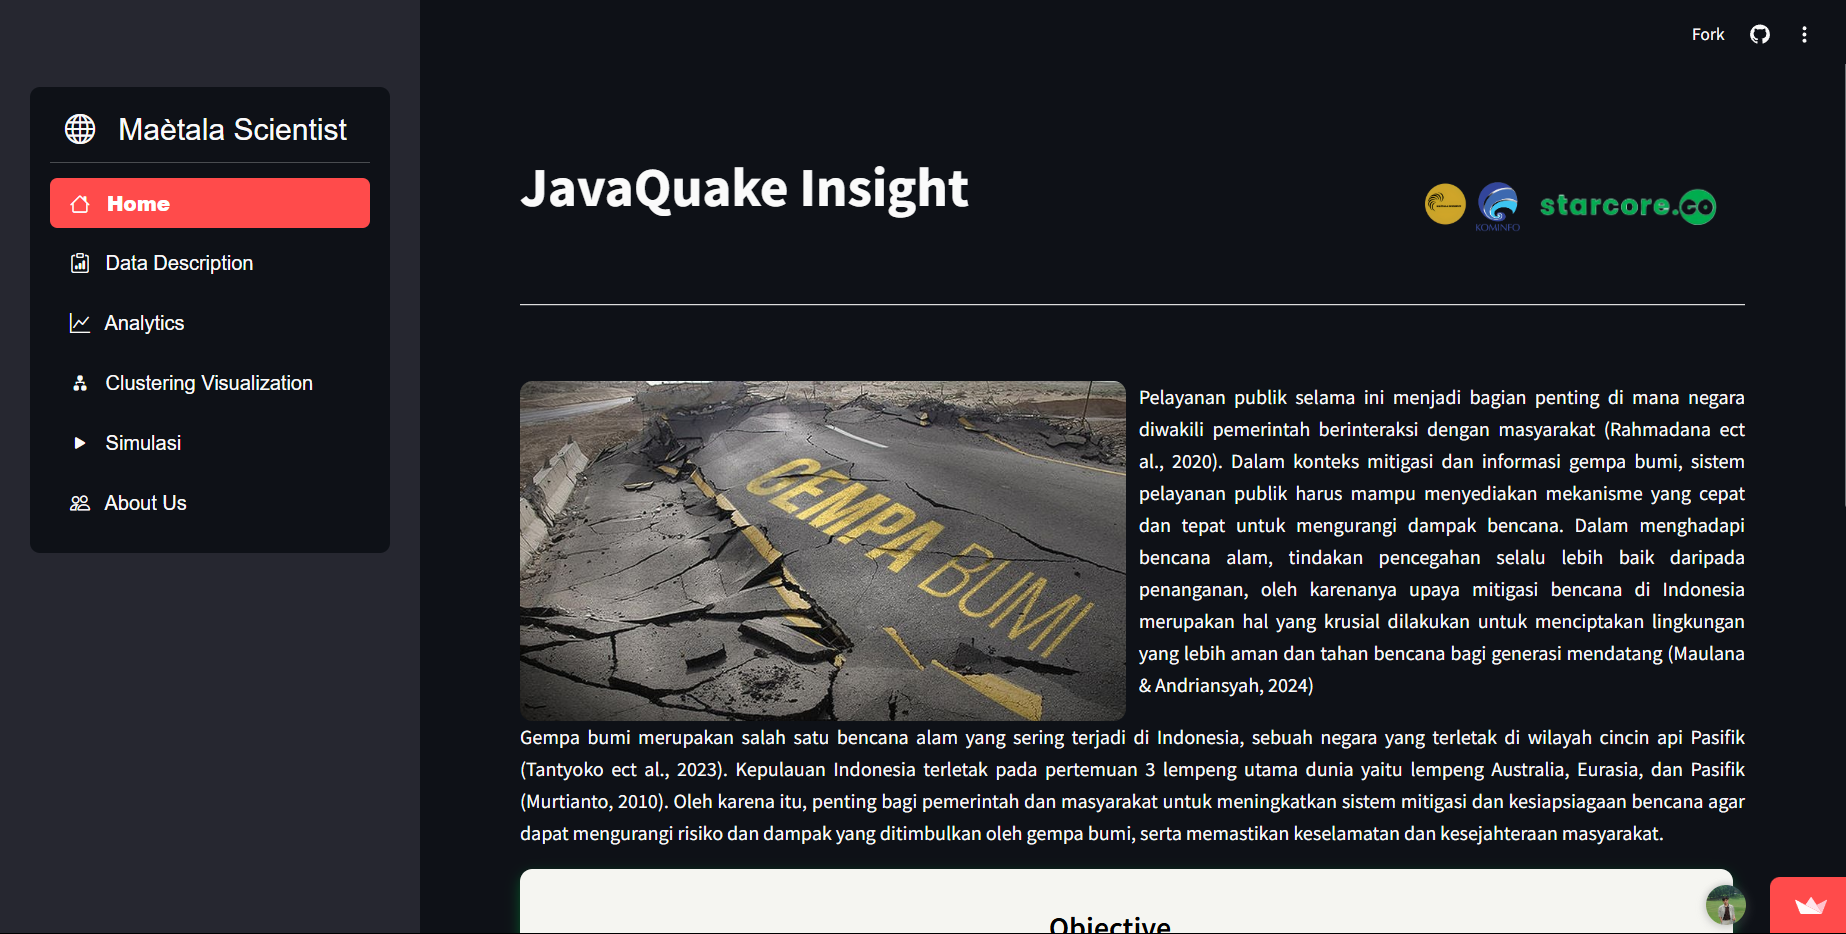 Fork
Maètala Scientist
Home
Data Description
Analytics
Clustering Visualization
Simulasi
About Us
JavaQuake Insight
KOMINFO
starcore.co
GEMPA BUMI
Pelayanan publik selama ini menjadi bagian penting di mana negara
diwakili pemerintah berinteraksi dengan masyarakat (Rahmadana ect
al., 2020). Dalam konteks mitigasi dan informasi gempa bumi, sistem
pelayanan publik harus mampu menyediakan mekanisme yang cepat
dan tepat untuk mengurangi dampak bencana. Dalam menghadapi
bencana alam, tindakan pencegahan selalu lebih baik daripada
penanganan, oleh karenanya upaya mitigasi bencana di Indonesia
merupakan hal yang krusial dilakukan untuk menciptakan lingkungan
yang lebih aman dan tahan bencana bagi generasi mendatang (Maulana
& Andriansyah, 2024)
Gempa bumi merupakan salah satu bencana alam yang sering terjadi di Indonesia, sebuah negara yang terletak di wilayah cincin api Pasifik
(Tantyoko ect al., 2023). Kepulauan Indonesia terletak pada pertemuan 3 lempeng utama dunia yaitu lempeng Australia, Eurasia, dan Pasifik
(Murtianto, 2010). Oleh karena itu, penting bagi pemerintah dan masyarakat untuk meningkatkan sistem mitigasi dan kesiapsiagaan bencana agar
dapat mengurangi risiko dan dampak yang ditimbulkan oleh gempa bumi, serta memastikan keselamatan dan kesejahteraan masyarakat.
Objective